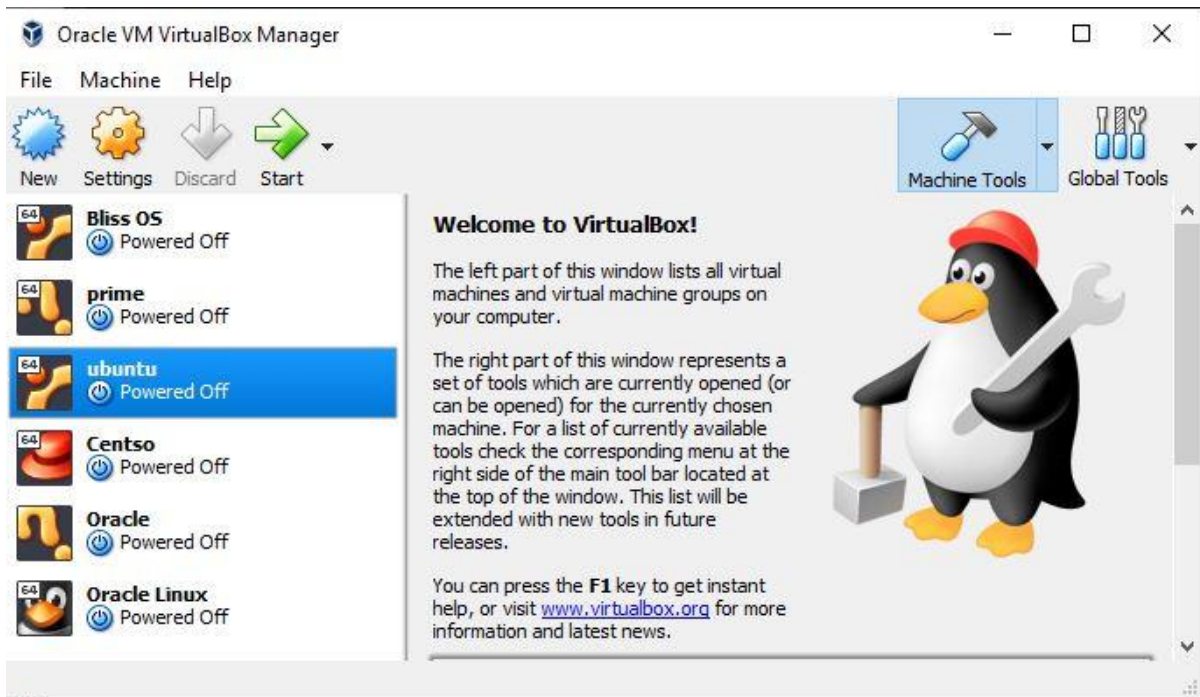 Oracle VM VirtualBox Manager
File Machine Help
New Settings Discard Start Machine Tools Global Tools
64 Bliss OS
Powered Off
64 prime
Powered Off
64 ubuntu
Powered Off
64 Centso
Powered Off
Oracle
Powered Off
64 Oracle Linux
Powered Off
Welcome to VirtualBox!
The left part of this window lists all virtual
machines and virtual machine groups on
your computer.
The right part of this window represents a
set of tools which are currently opened (or
can be opened) for the currently chosen
machine. For a list of currently available
tools check the corresponding menu at the
right side of the main tool bar located at
the top of the window. This list will be
extended with new tools in future
releases.
You can press the F1 key to get instant
help, or visit www.virtualbox.org for more
information and latest news.